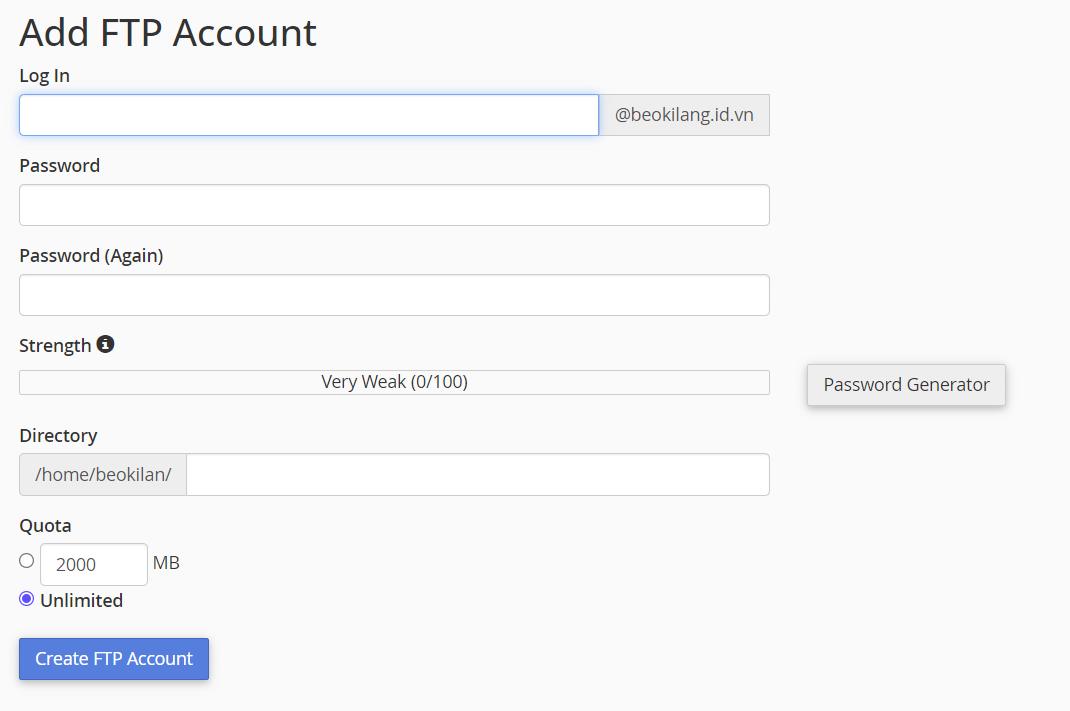 Add FTP Account
Log In
@beokilang.id.vn
Password
Password (Again)
Strength
Very Weak (0/100)
Password Generator
Directory
/home/beokilan/
Quota
2000 MB
Unlimited
Create FTP Account